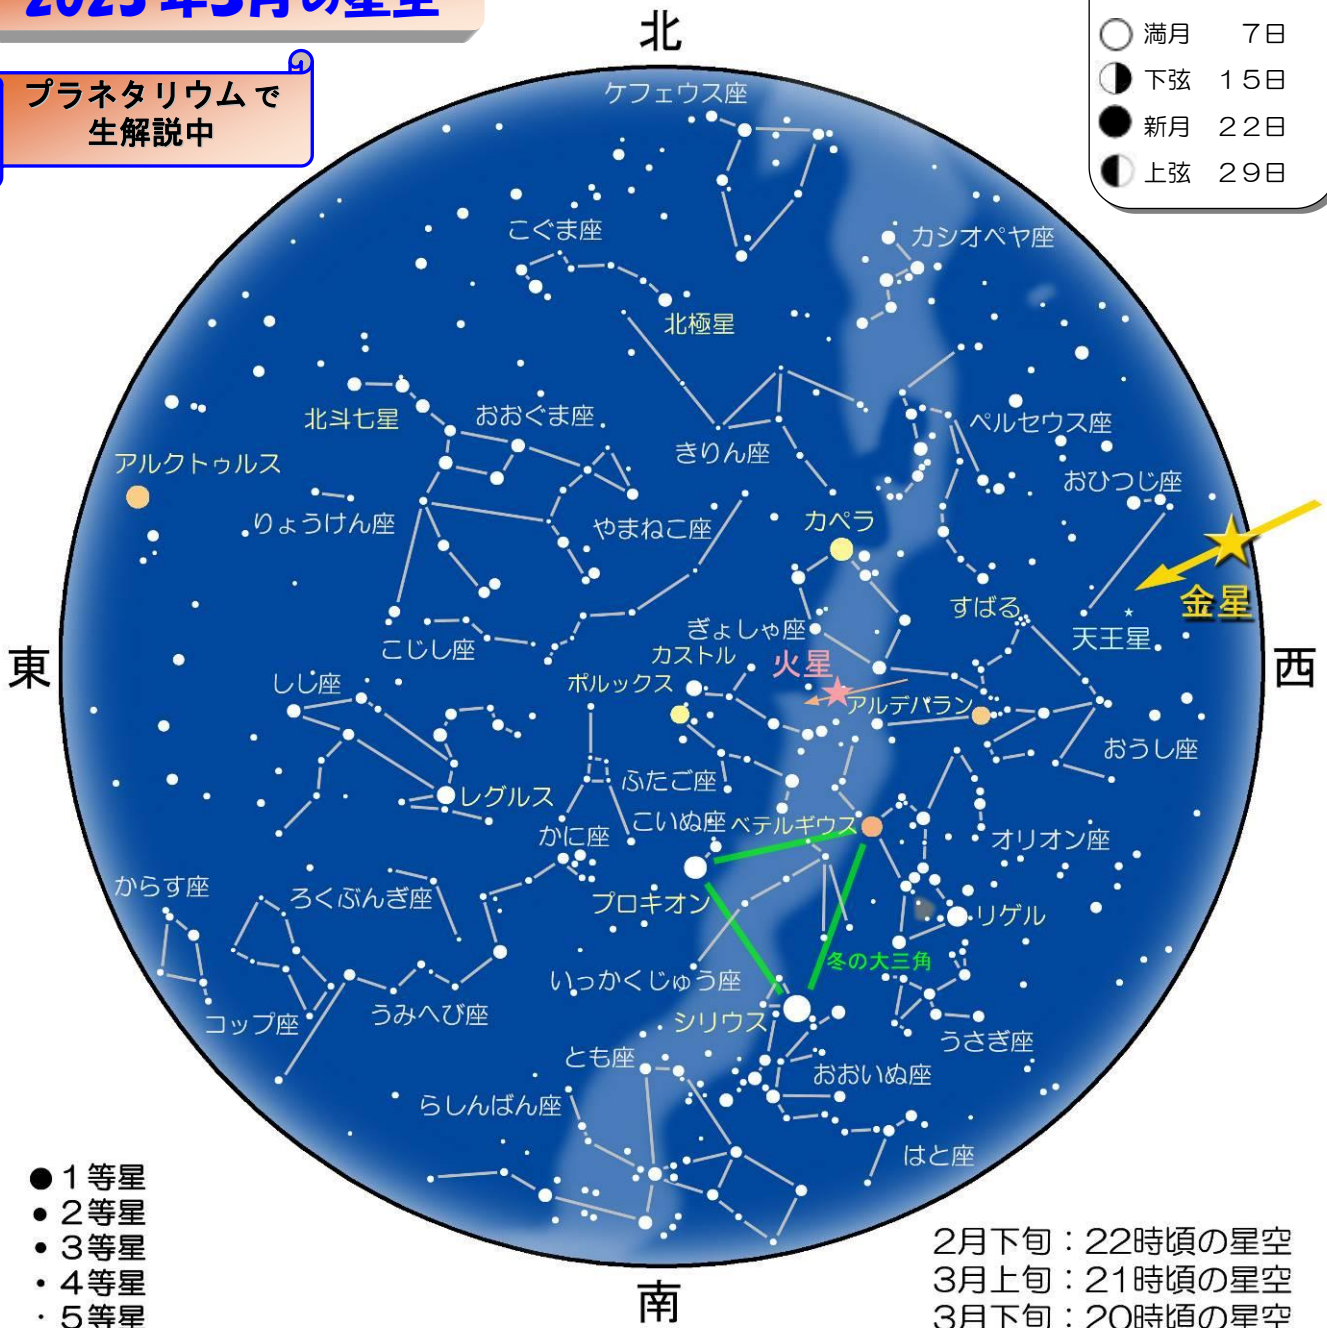 2023年3月の星空
プラネタリウムで
生解説中
満月 7日
下弦 15日
新月 22日
上弦 29日
北
ケフェウス座
こぐま座
カシオペヤ座
北極星
北斗七星
おおぐま座
ペルセウス座
きりん座
アルクトゥルス
おひつじ座
りょうけん座
やまねこ座
カペラ
金星
すばる
天王星
ぎょしゃ座
こじし座
カストル
火星
東
西
しし座
ポルックス
アルデバラン
おうし座
ふたご座
レグルス
こいぬ座
ベテルギウス
かに座
オリオン座
からす座
ろくぶんぎ座
プロキオン
リゲル
冬の大三角
いっかくじゅう座
コップ座
うみへび座
シリウス
うさぎ座
とも座
おおいぬ座
らしんばん座
はと座
1等星
2等星
3等星
4等星
5等星
南
2月下旬：22時頃の星空
3月上旬：21時頃の星空
3月下旬：20時頃の星空